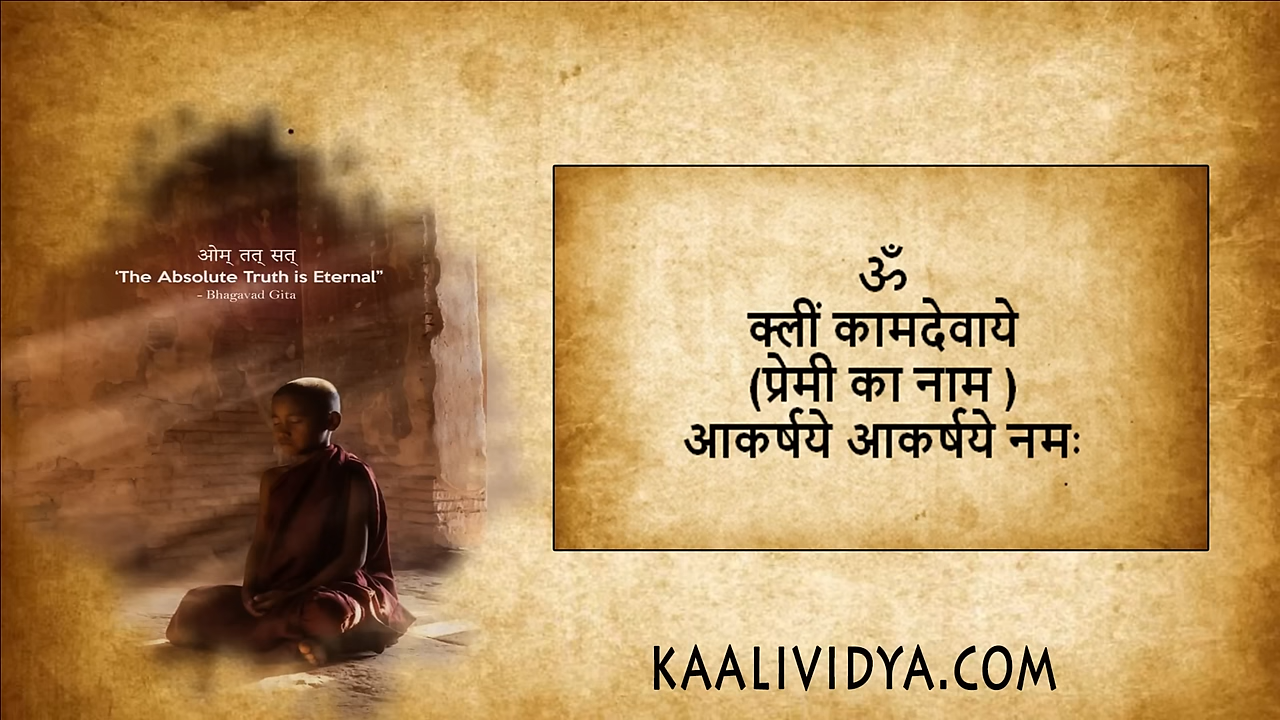 ओम् तत् सत्
‘The Absolute Truth is Eternal”
- Bhagavad Gita
ॐ
क्लीं कामदेवाये
(प्रेमी का नाम )
आकर्षये आकर्षये नमः
KAALIVIDYA.COM